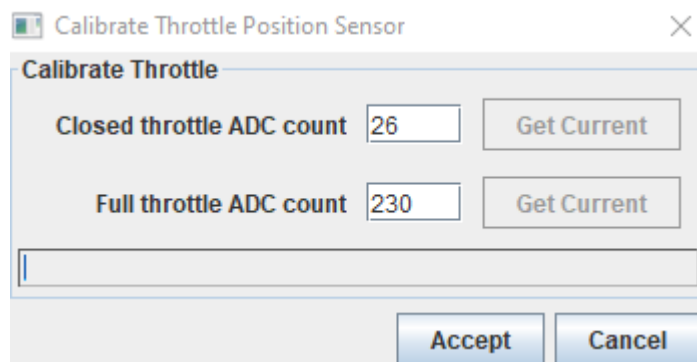 Calibrate Throttle Position Sensor
Calibrate Throttle
Closed throttle ADC count 26 Get Current
Full throttle ADC count 230 Get Current
Accept Cancel